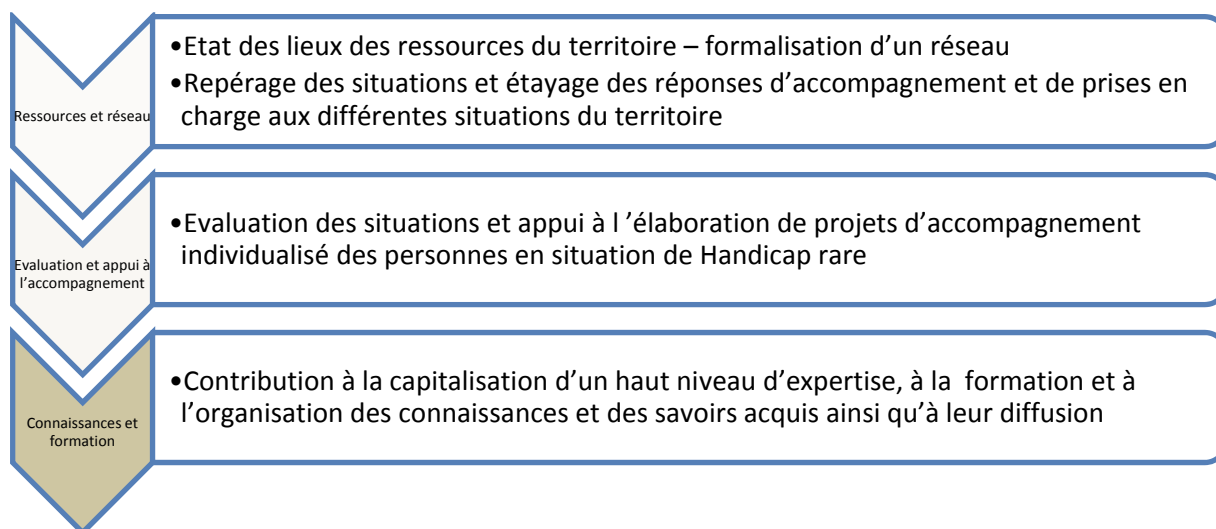 Ressources et réseau
•Etat des lieux des ressources du territoire – formalisation d’un réseau
•Repérage des situations et étayage des réponses d’accompagnement et de prises en
charge aux différentes situations du territoire
Evaluation et appui à
l’accompagnement
•Evaluation des situations et appui à l ’élaboration de projets d’accompagnement
individualisé des personnes en situation de Handicap rare
Connaissances et
formation
•Contribution à la capitalisation d’un haut niveau d’expertise, à la  formation et à
l’organisation des connaissances et des savoirs acquis ainsi qu’à leur diffusion